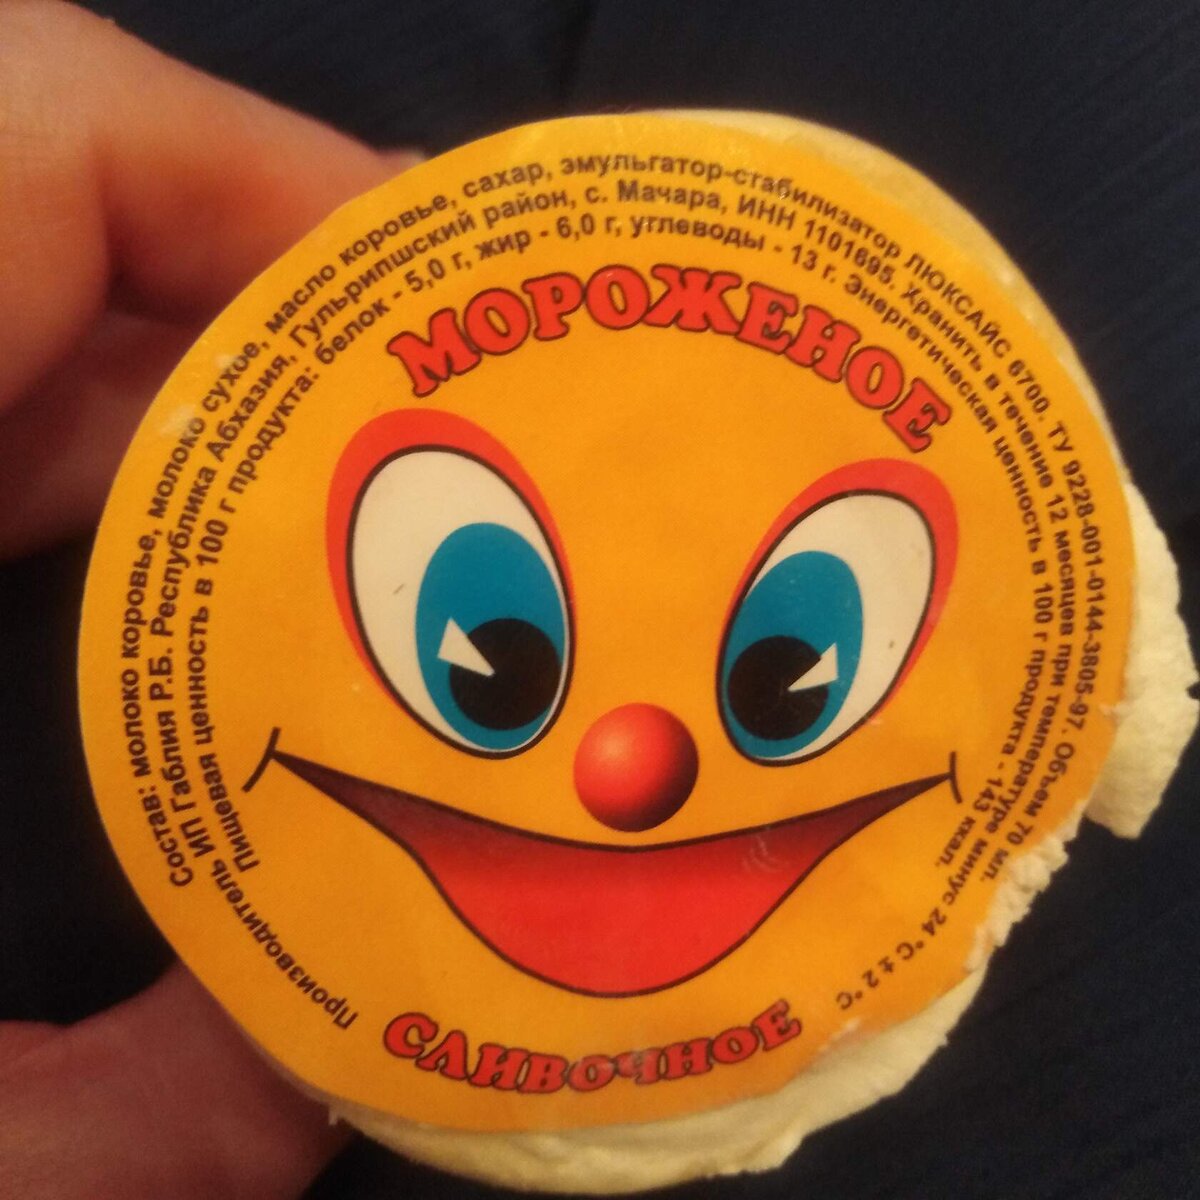 Состав: молоко коровье, молоко сухое, масло коровье, сахар, эмульгатор-стабилизатор ЛЮКСАЙС 6700. ТУ 9228-001-0144-3805-97. Объем 70 мл.
Производитель ИП Габлия Р.Б. Республика Абхазия, Гульрипшский район, с. Мачара, ИНН 1101695. Хранить в течение 12 месяцев при температуре минус 24 °С ± 2 °С
Пищевая ценность в 100 г продукта: белок - 5,0 г, жир - 6,0 г, углеводы - 13 г. Энергетическая ценность в 100 г продукта - 143 ккал.
МОРОЖЕНОЕ
СЛИВОЧНОЕ